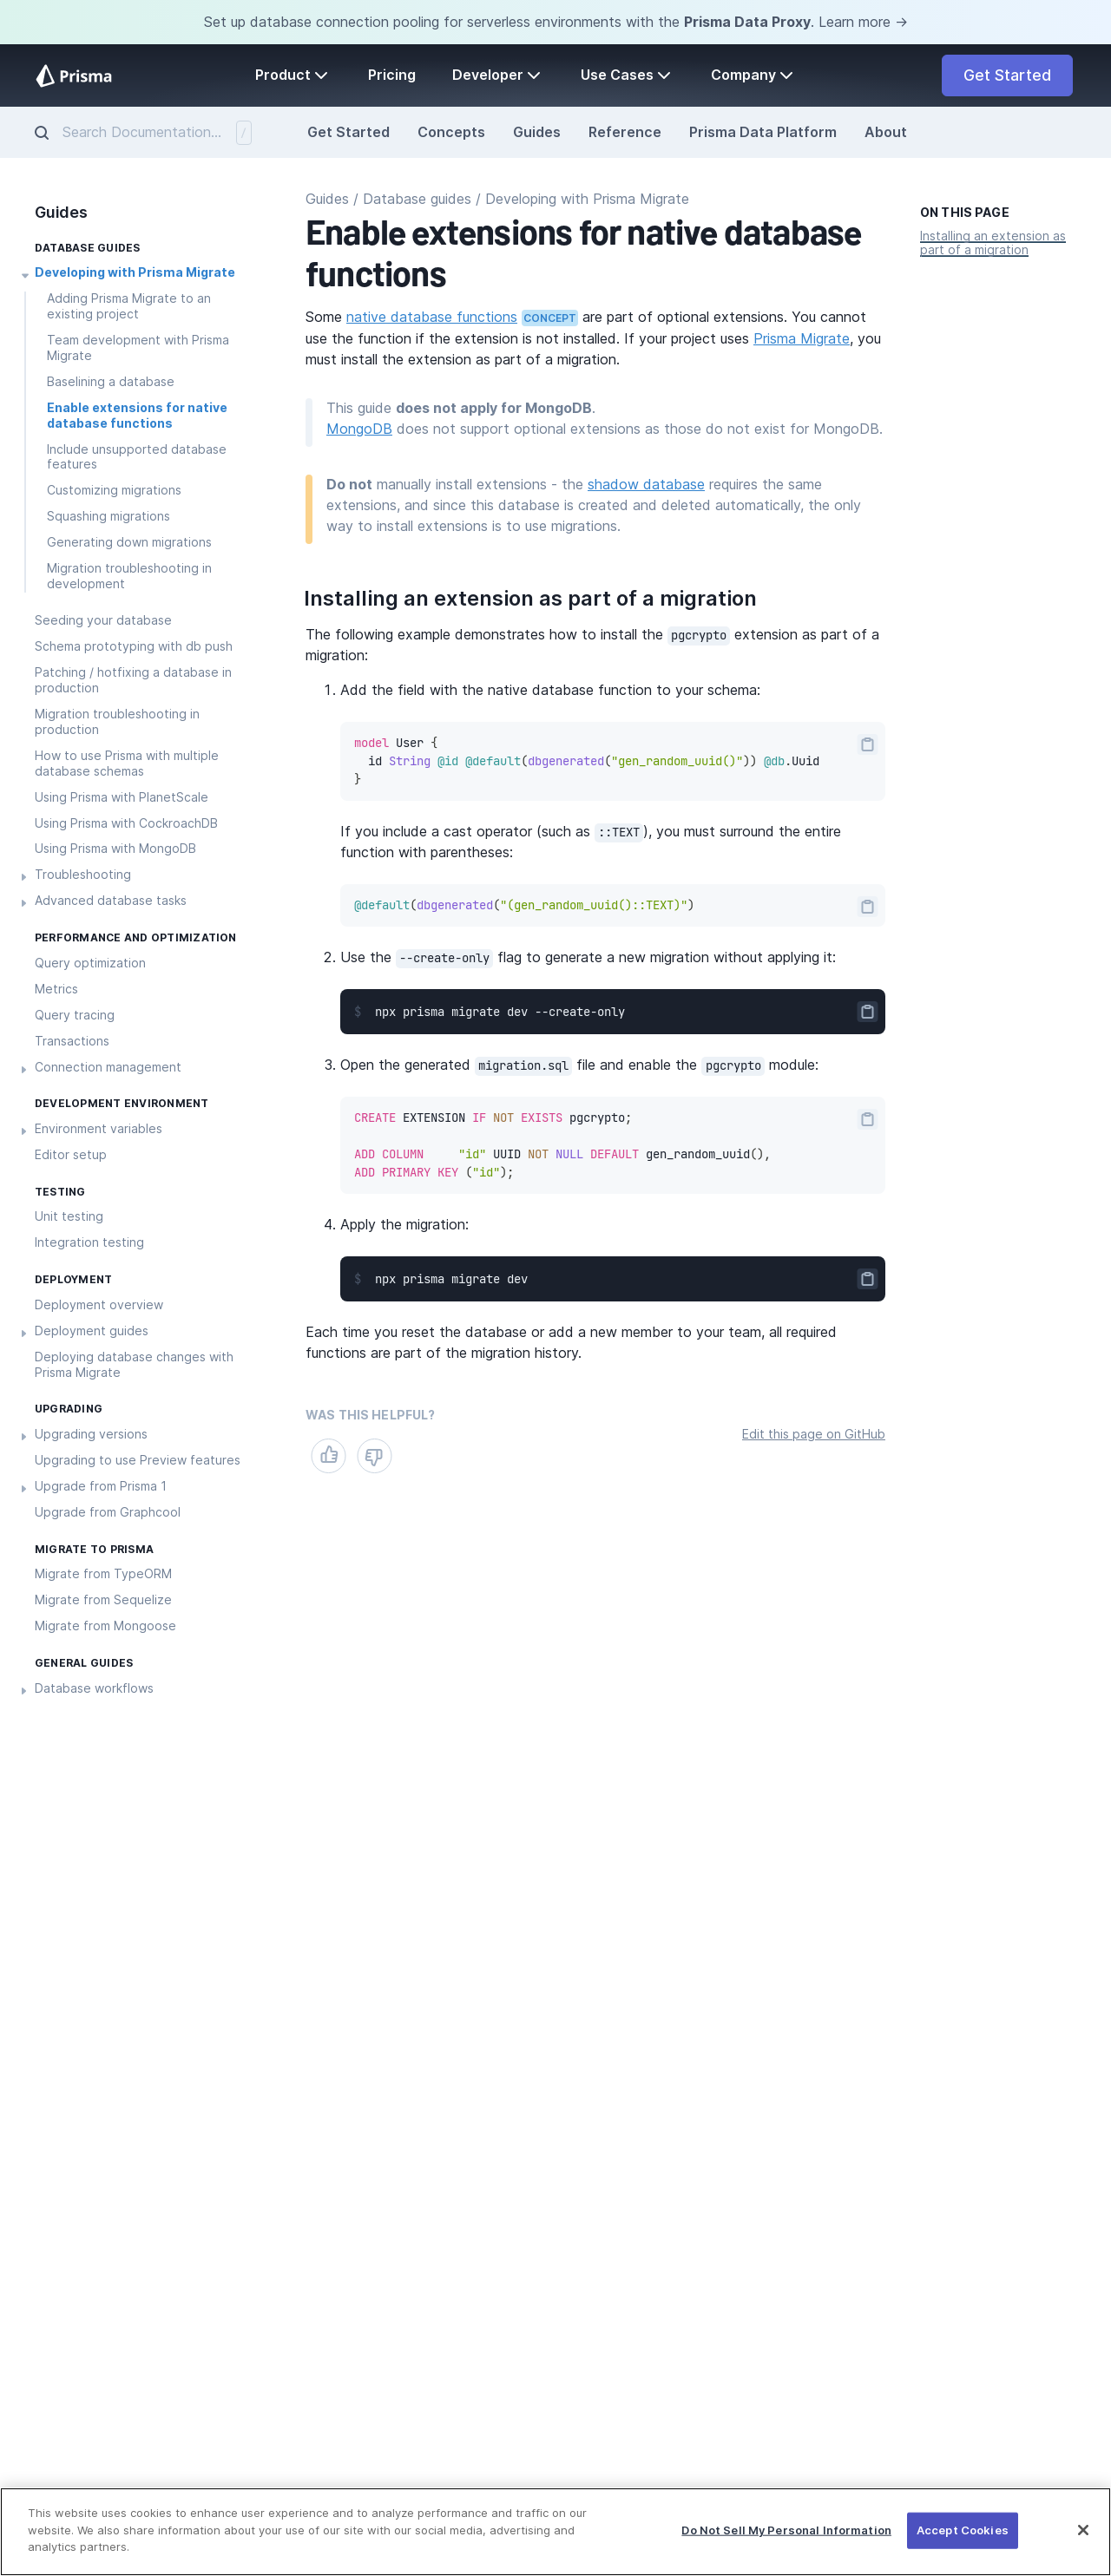 Set up database connection pooling for serverless environments with the Prisma Data Proxy. Learn more →
Prisma
Product
Pricing
Developer
Use Cases
Company
Get Started
Search Documentation...
/
Get Started
Concepts
Guides
Reference
Prisma Data Platform
About
Guides
DATABASE GUIDES
Developing with Prisma Migrate
Adding Prisma Migrate to an
existing project
Team development with Prisma
Migrate
Baselining a database
Enable extensions for native
database functions
Include unsupported database
features
Customizing migrations
Squashing migrations
Generating down migrations
Migration troubleshooting in
development
Seeding your database
Schema prototyping with db push
Patching / hotfixing a database in
production
Migration troubleshooting in
production
How to use Prisma with multiple
database schemas
Using Prisma with PlanetScale
Using Prisma with CockroachDB
Using Prisma with MongoDB
Troubleshooting
Advanced database tasks
PERFORMANCE AND OPTIMIZATION
Query optimization
Metrics
Query tracing
Transactions
Connection management
DEVELOPMENT ENVIRONMENT
Environment variables
Editor setup
TESTING
Unit testing
Integration testing
DEPLOYMENT
Deployment overview
Deployment guides
Deploying database changes with
Prisma Migrate
UPGRADING
Upgrading versions
Upgrading to use Preview features
Upgrade from Prisma 1
Upgrade from Graphcool
MIGRATE TO PRISMA
Migrate from TypeORM
Migrate from Sequelize
Migrate from Mongoose
GENERAL GUIDES
Database workflows
Guides / Database guides / Developing with Prisma Migrate
Enable extensions for native database
functions
Some native database functions CONCEPT are part of optional extensions. You cannot
use the function if the extension is not installed. If your project uses Prisma Migrate, you
must install the extension as part of a migration.
This guide does not apply for MongoDB.
MongoDB does not support optional extensions as those do not exist for MongoDB.
Do not manually install extensions - the shadow database requires the same
extensions, and since this database is created and deleted automatically, the only
way to install extensions is to use migrations.
Installing an extension as part of a migration
The following example demonstrates how to install the pgcrypto extension as part of a
migration:
1. Add the field with the native database function to your schema:
model User {
  id String @id @default(dbgenerated("gen_random_uuid()")) @db.Uuid
}
If you include a cast operator (such as ::TEXT), you must surround the entire
function with parentheses:
@default(dbgenerated("(gen_random_uuid()::TEXT)")
2. Use the --create-only flag to generate a new migration without applying it:
$ npx prisma migrate dev --create-only
3. Open the generated migration.sql file and enable the pgcrypto module:
CREATE EXTENSION IF NOT EXISTS pgcrypto;
ADD COLUMN     "id" UUID NOT NULL DEFAULT gen_random_uuid(),
ADD PRIMARY KEY ("id");
4. Apply the migration:
$ npx prisma migrate dev
Each time you reset the database or add a new member to your team, all required
functions are part of the migration history.
WAS THIS HELPFUL?
Edit this page on GitHub
ON THIS PAGE
Installing an extension as
part of a migration
This website uses cookies to enhance user experience and to analyze performance and traffic on our
website. We also share information about your use of our site with our social media, advertising and
analytics partners.
Do Not Sell My Personal Information
Accept Cookies